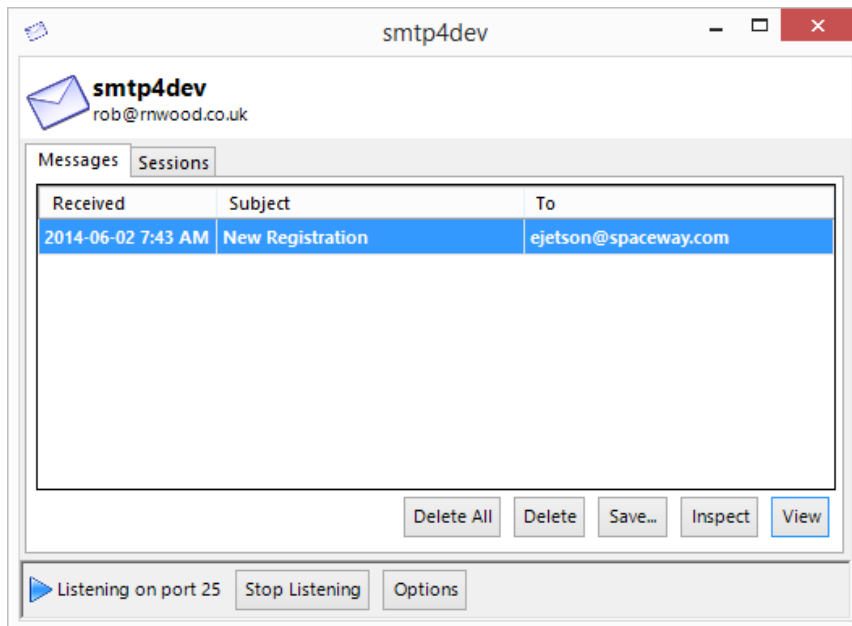 smtp4dev
smtp4dev
rob@rnwood.co.uk
Messages Sessions
Received Subject To
2014-06-02 7:43 AM New Registration ejetson@spaceway.com
Delete All Delete Save... Inspect View
Listening on port 25 Stop Listening Options